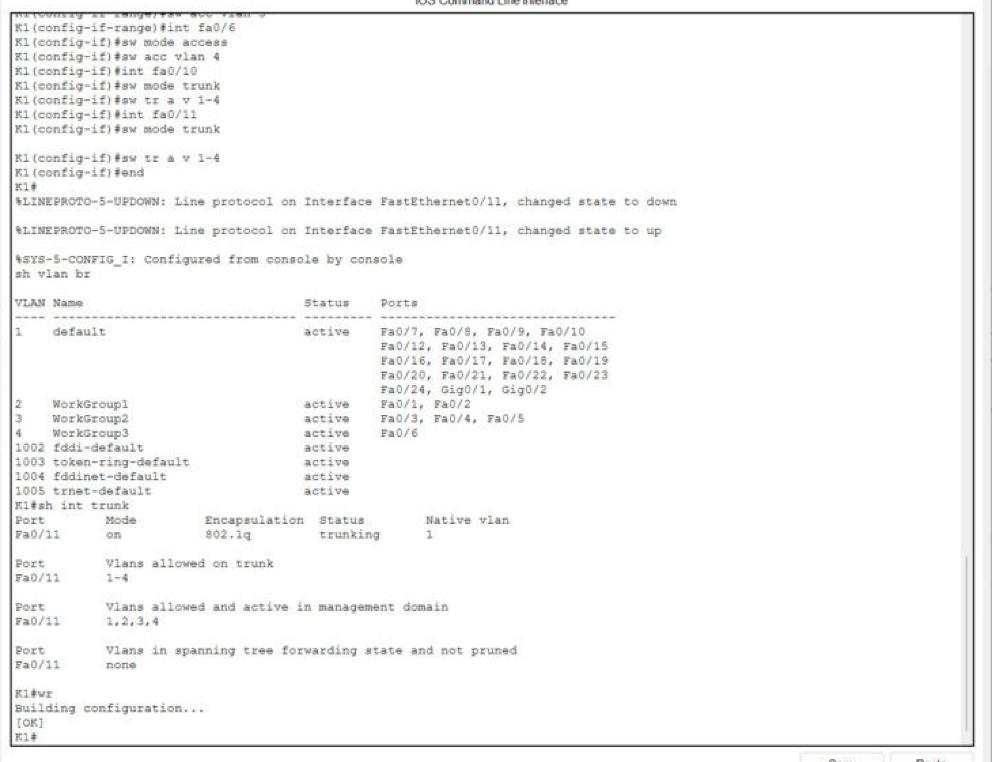 IOS Command Line Interface
K1(config-if-range)#sw acc vlan 3
K1(config-if-range)#int fa0/6
K1(config-if)#sw mode access
K1(config-if)#sw acc vlan 4
K1(config-if)#int fa0/10
K1(config-if)#sw mode trunk
K1(config-if)#sw tr a v 1-4
K1(config-if)#int fa0/11
K1(config-if)#sw mode trunk
K1(config-if)#sw tr a v 1-4
K1(config-if)#end
K1#
%LINEPROTO-5-UPDOWN: Line protocol on Interface FastEthernet0/11, changed state to down
%LINEPROTO-5-UPDOWN: Line protocol on Interface FastEthernet0/11, changed state to up
%SYS-5-CONFIG_I: Configured from console by console
sh vlan br
VLAN Name Status Ports
---- -------------------------------- --------- -------------------------------
1 default active Fa0/7, Fa0/8, Fa0/9, Fa0/10
Fa0/12, Fa0/13, Fa0/14, Fa0/15
Fa0/16, Fa0/17, Fa0/18, Fa0/19
Fa0/20, Fa0/21, Fa0/22, Fa0/23
Fa0/24, Gig0/1, Gig0/2
2 WorkGroup1 active Fa0/1, Fa0/2
3 WorkGroup2 active Fa0/3, Fa0/4, Fa0/5
4 WorkGroup3 active Fa0/6
1002 fddi-default active
1003 token-ring-default active
1004 fddinet-default active
1005 trnet-default active
K1#sh int trunk
Port Mode Encapsulation Status Native vlan
Fa0/11 on 802.1q trunking 1
Port Vlans allowed on trunk
Fa0/11 1-4
Port Vlans allowed and active in management domain
Fa0/11 1,2,3,4
Port Vlans in spanning tree forwarding state and not pruned
Fa0/11 none
K1#wr
Building configuration...
[OK]
K1#